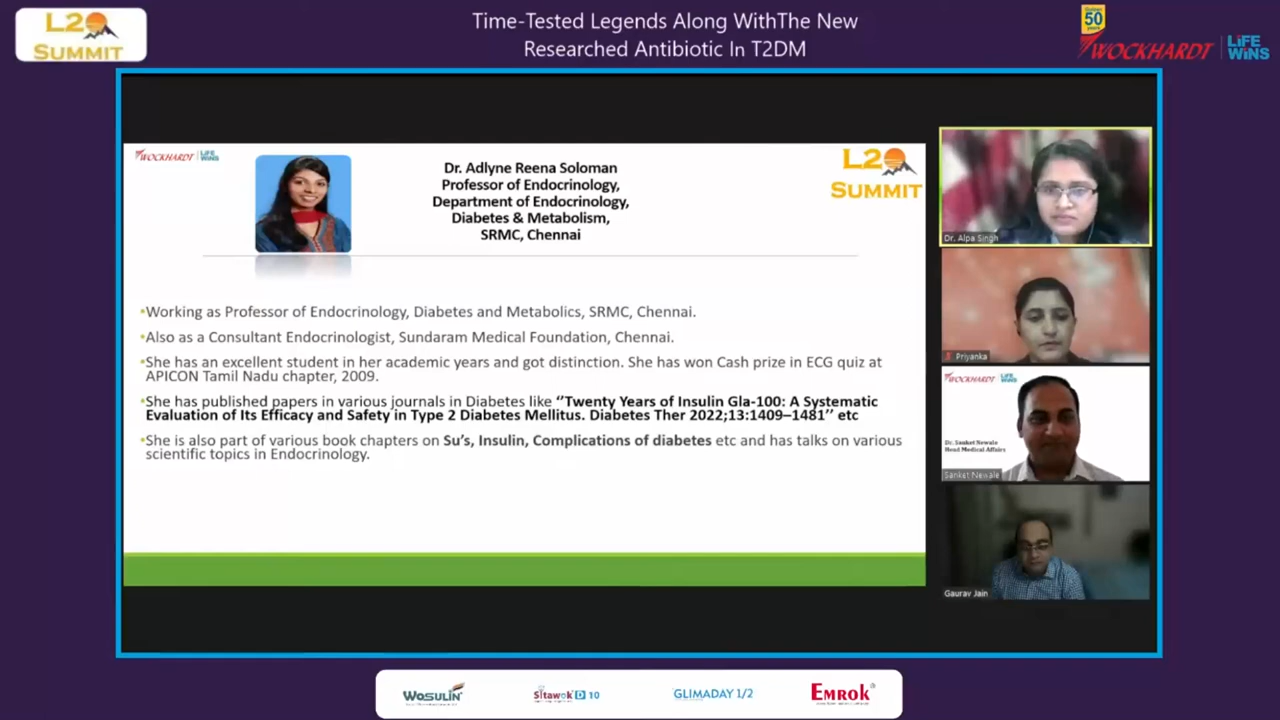 L20
SUMMIT
Time-Tested Legends Along WithThe New
Researched Antibiotic In T2DM
50
WOCKHARDT
LiFE
WiNS
WOCKHARDT
LiFE
WiNS
Dr. Adlyne Reena Soloman
Professor of Endocrinology,
Department of Endocrinology,
Diabetes & Metabolism,
SRMC, Chennai
L20
SUMMIT
•Working as Professor of Endocrinology, Diabetes and Metabolics, SRMC, Chennai.
•Also as a Consultant Endocrinologist, Sundaram Medical Foundation, Chennai.
•She has an excellent student in her academic years and got distinction. She has won Cash prize in ECG quiz at
APICON Tamil Nadu chapter, 2009.
•She has published papers in various journals in Diabetes like ‘‘Twenty Years of Insulin Gla-100: A Systematic
Evaluation of Its Efficacy and Safety in Type 2 Diabetes Mellitus. Diabetes Ther 2022;13:1409–1481’’ etc
•She is also part of various book chapters on Su’s, Insulin, Complications of diabetes etc and has talks on various
scientific topics in Endocrinology.
Dr. Alpa Singh
Priyanka
WOCKHARDT
LiFE
WiNS
Dr. Sanket Newale
Head Medical Affairs
Sanket Newale
Gaurav Jain
WOSULIN
Sitawok D 10
GLIMADAY 1/2
EMROK